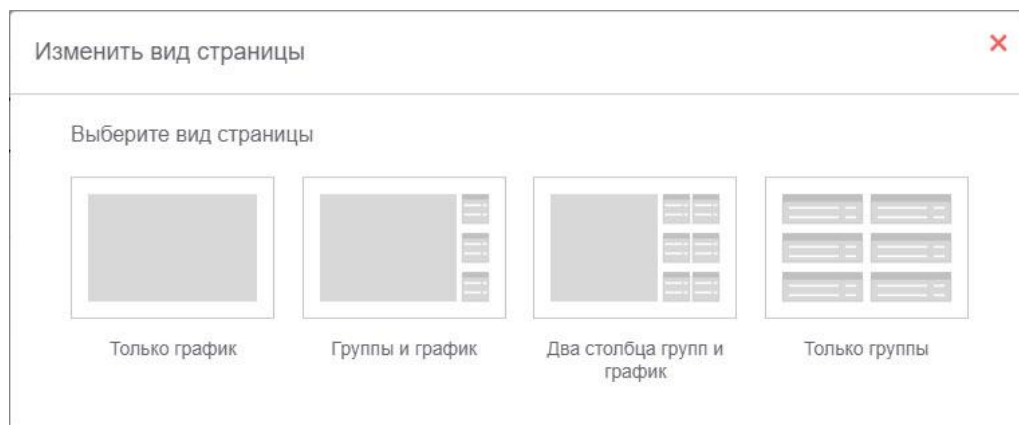 Изменить вид страницы
Выберите вид страницы
Только график
Группы и график
Два столбца групп и
график
Только группы